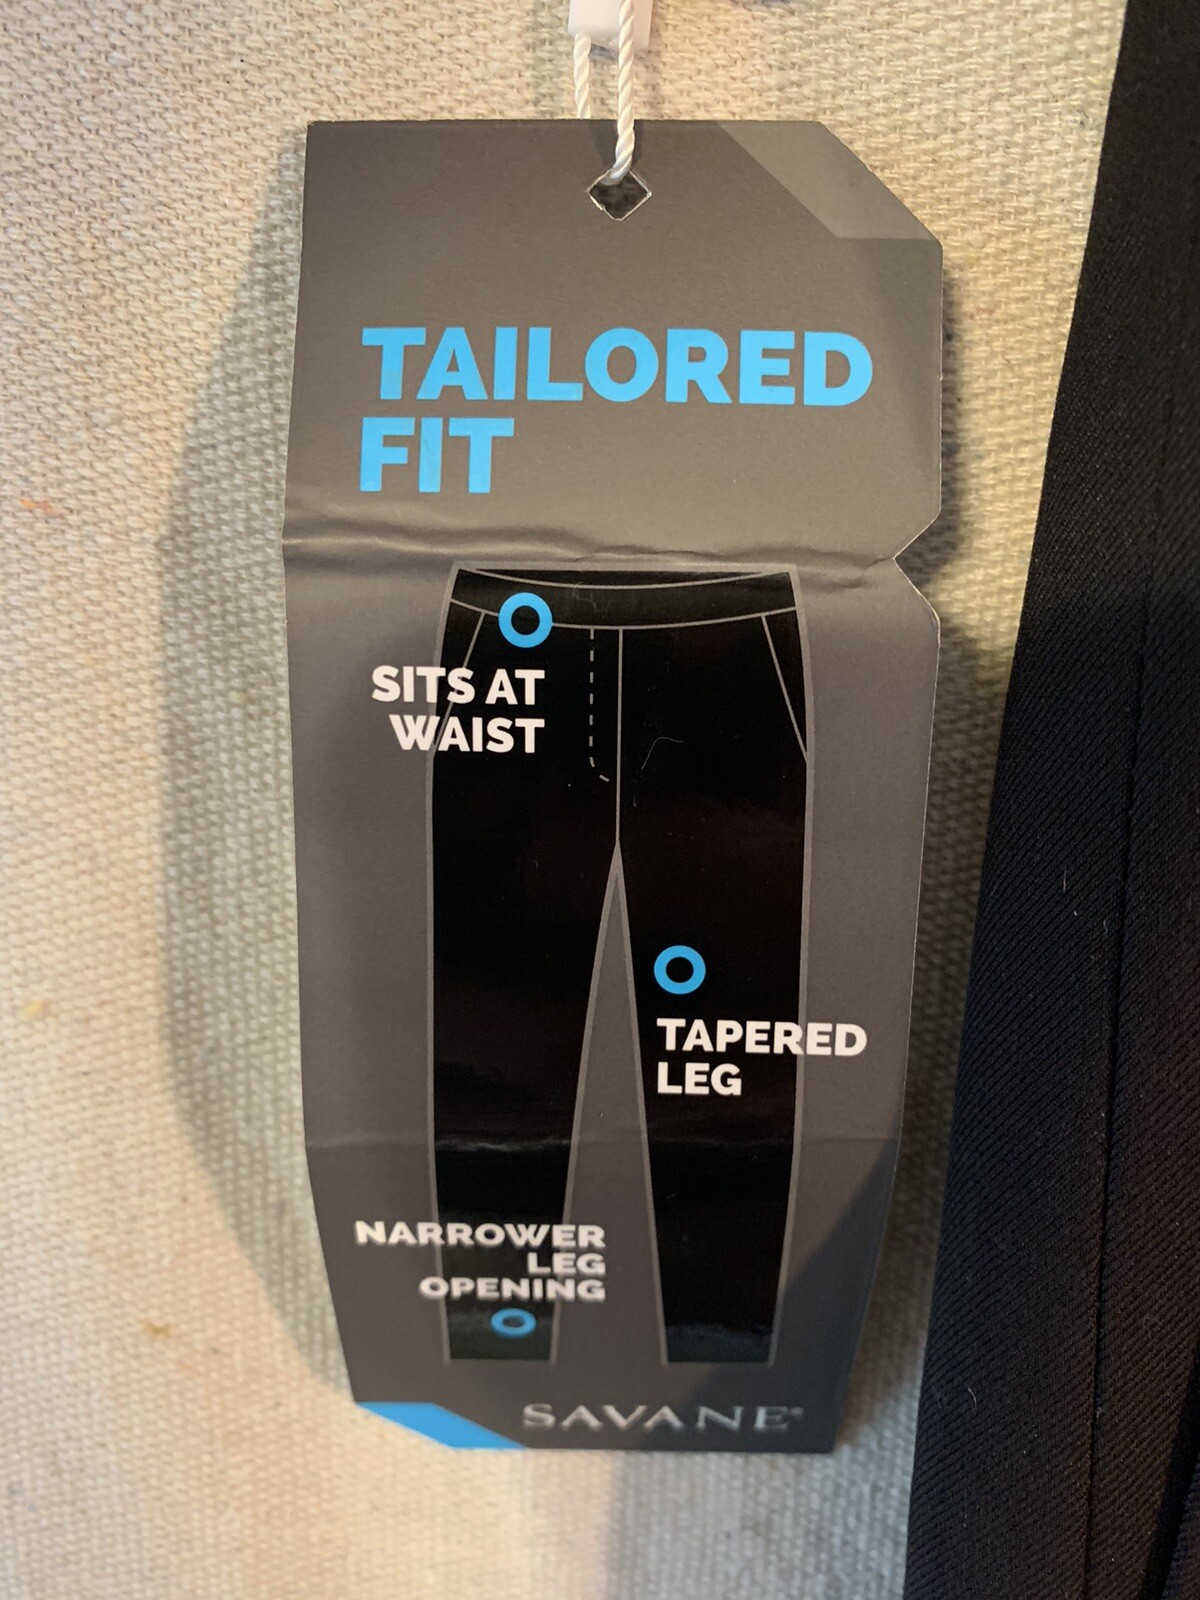 TAILORED
FIT
SITS AT
WAIST
TAPERED
LEG
NARROWER
LEG
OPENING
SAVANE®